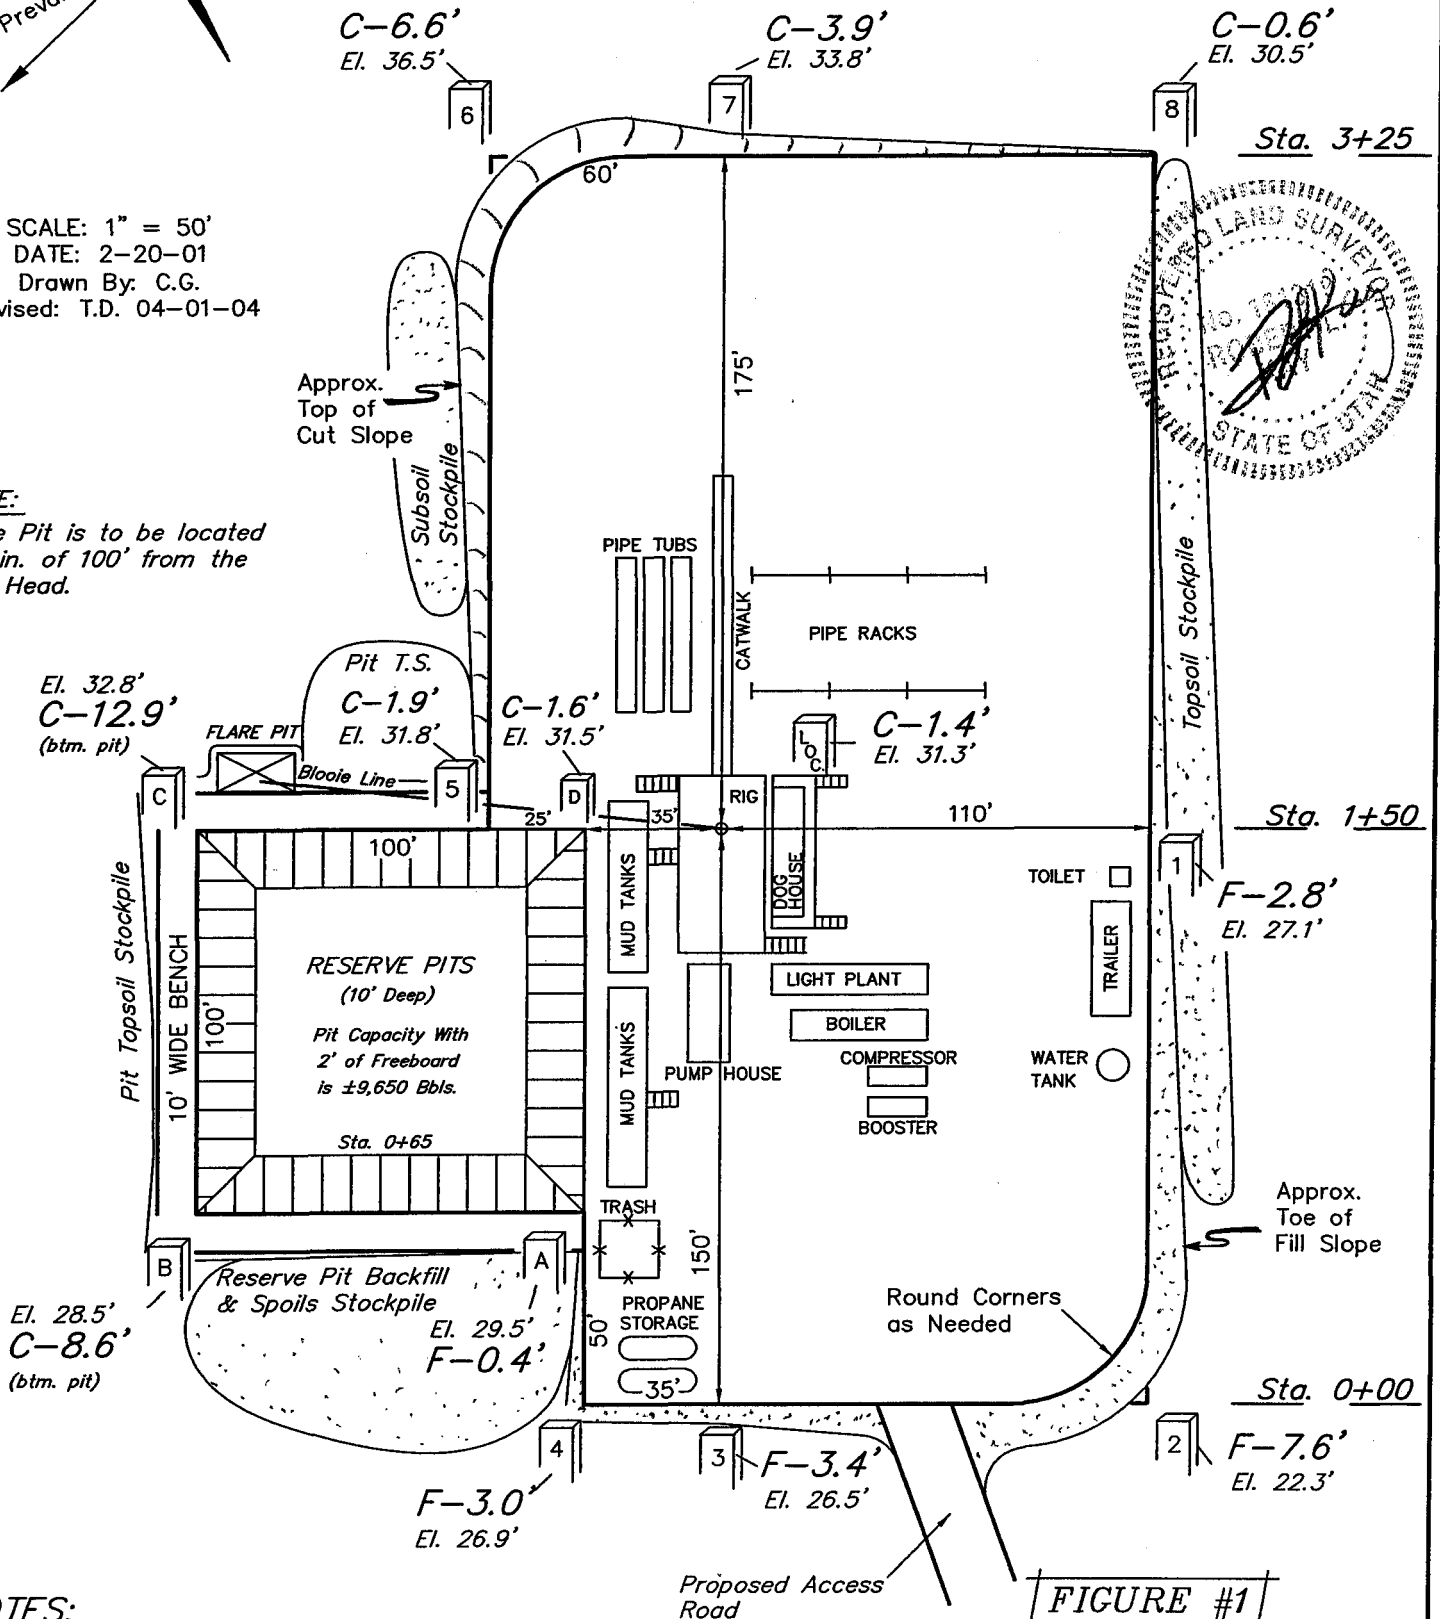 Preva
C-6.6'
El. 36.5'
C-3.9'
El. 33.8'
C-0.6'
El. 30.5'
6
7
8
Sta. 3+25
60'
SCALE: 1" = 50'
DATE: 2-20-01
Drawn By: C.G.
vised: T.D. 04-01-04
REGISTERED LAND SURVEYOR
STATE OF UTAH
175'
Approx.
Top of
Cut Slope
Subsoil
Stockpile
Topsoil Stockpile
E:
e Pit is to be located
in. of 100' from the
Head.
PIPE TUBS
CATWALK
PIPE RACKS
Pit T.S.
El. 32.8'
C-12.9'
(btm. pit)
C-1.9'
El. 31.8'
C-1.6'
El. 31.5'
C-1.4'
El. 31.3'
LOC.
FLARE PIT
Blooie Line
C
5
D
RIG
25'
35'
110'
Sta. 1+50
100'
1
TOILET
F-2.8'
El. 27.1'
DOG
HOUSE
MUD TANKS
Pit Topsoil Stockpile
10' WIDE BENCH
100'
RESERVE PITS
(10' Deep)
Pit Capacity With
2' of Freeboard
is ±9,650 Bbls.
Sta. 0+65
TRAILER
LIGHT PLANT
BOILER
MUD TANKS
PUMP HOUSE
COMPRESSOR
BOOSTER
WATER
TANK
TRASH
150'
Approx.
Toe of
Fill Slope
B
A
Reserve Pit Backfill
& Spoils Stockpile
El. 28.5'
C-8.6'
(btm. pit)
El. 29.5'
F-0.4'
50'
PROPANE
STORAGE
35'
Round Corners
as Needed
Sta. 0+00
4
3
2
F-3.0'
El. 26.9'
F-3.4'
El. 26.5'
F-7.6'
El. 22.3'
Proposed Access
Road
FIGURE #1
OTES: